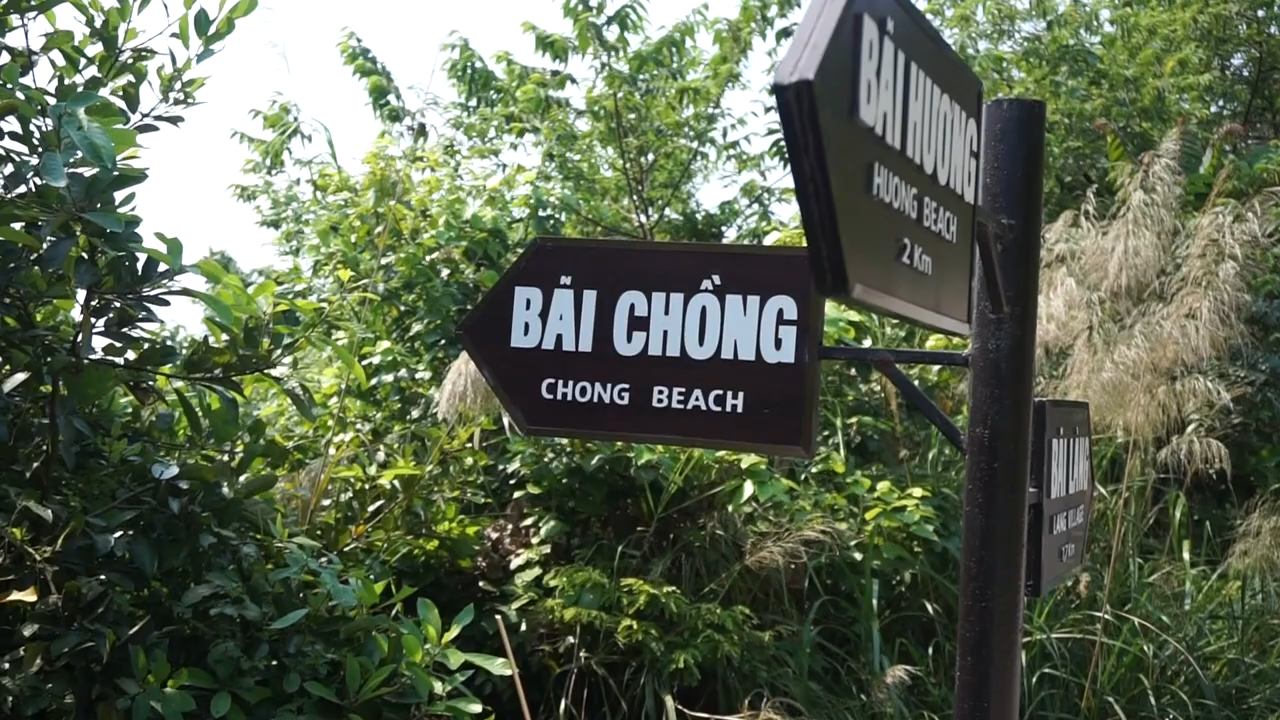 BÃI HƯƠNG
HUONG BEACH
2 Km
BÃI CHỒNG
CHONG BEACH
BÃI LÀNG
LANG VILLAGE